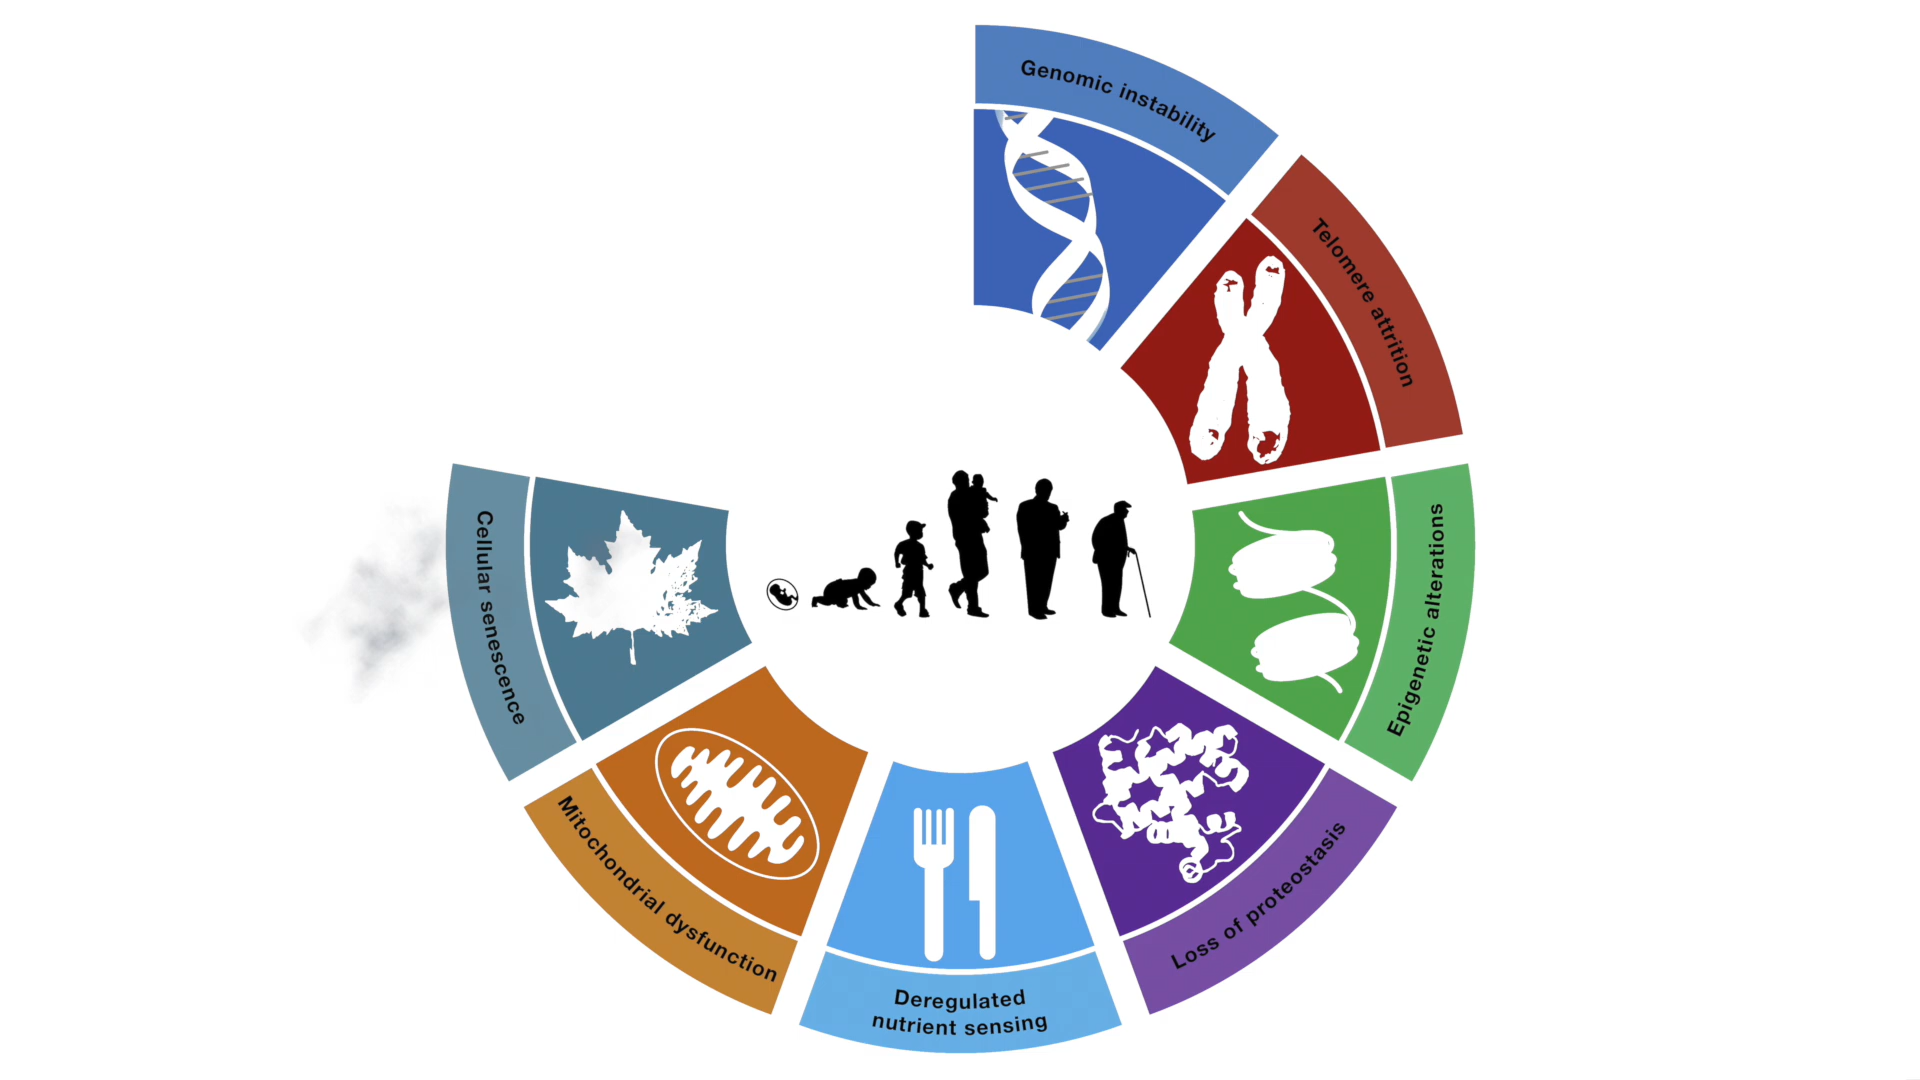 Genomic instability
Telomere attrition
Epigenetic alterations
Loss of proteostasis
Deregulated
nutrient sensing
Mitochondrial dysfunction
Cellular senescence